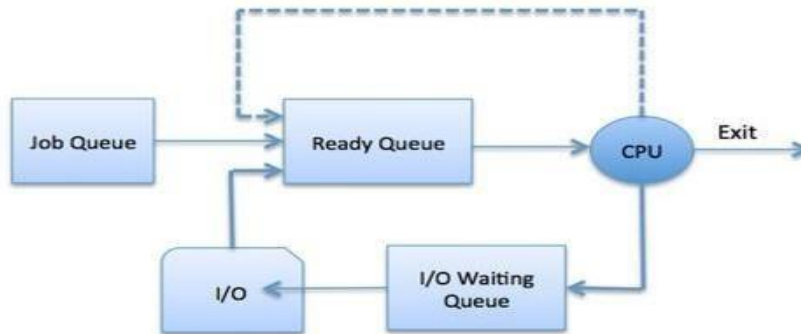 Job Queue
Ready Queue
CPU
Exit
I/O
I/O Waiting
Queue